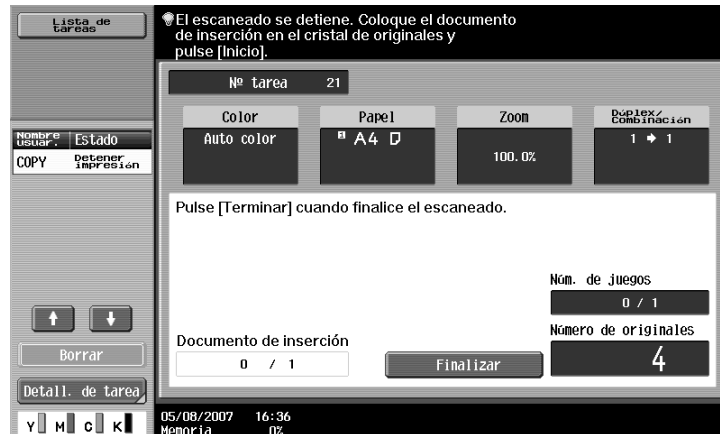 Lista de
tareas
El escaneado se detiene. Coloque el documento
de inserción en el cristal de originales y
pulse [Inicio].
Nº tarea 21
Color
Auto color
Papel
A4
Zoom
100.0%
Dúplex/
Combinación
1 → 1
Nombre
usuar.
Estado
COPY
Detener
impresión
Pulse [Terminar] cuando finalice el escaneado.
Núm. de juegos
0 / 1
Número de originales
4
Documento de inserción
0 / 1
Finalizar
Borrar
Detall. de tarea
Y M C K
05/08/2007 16:36
Memoria 0%